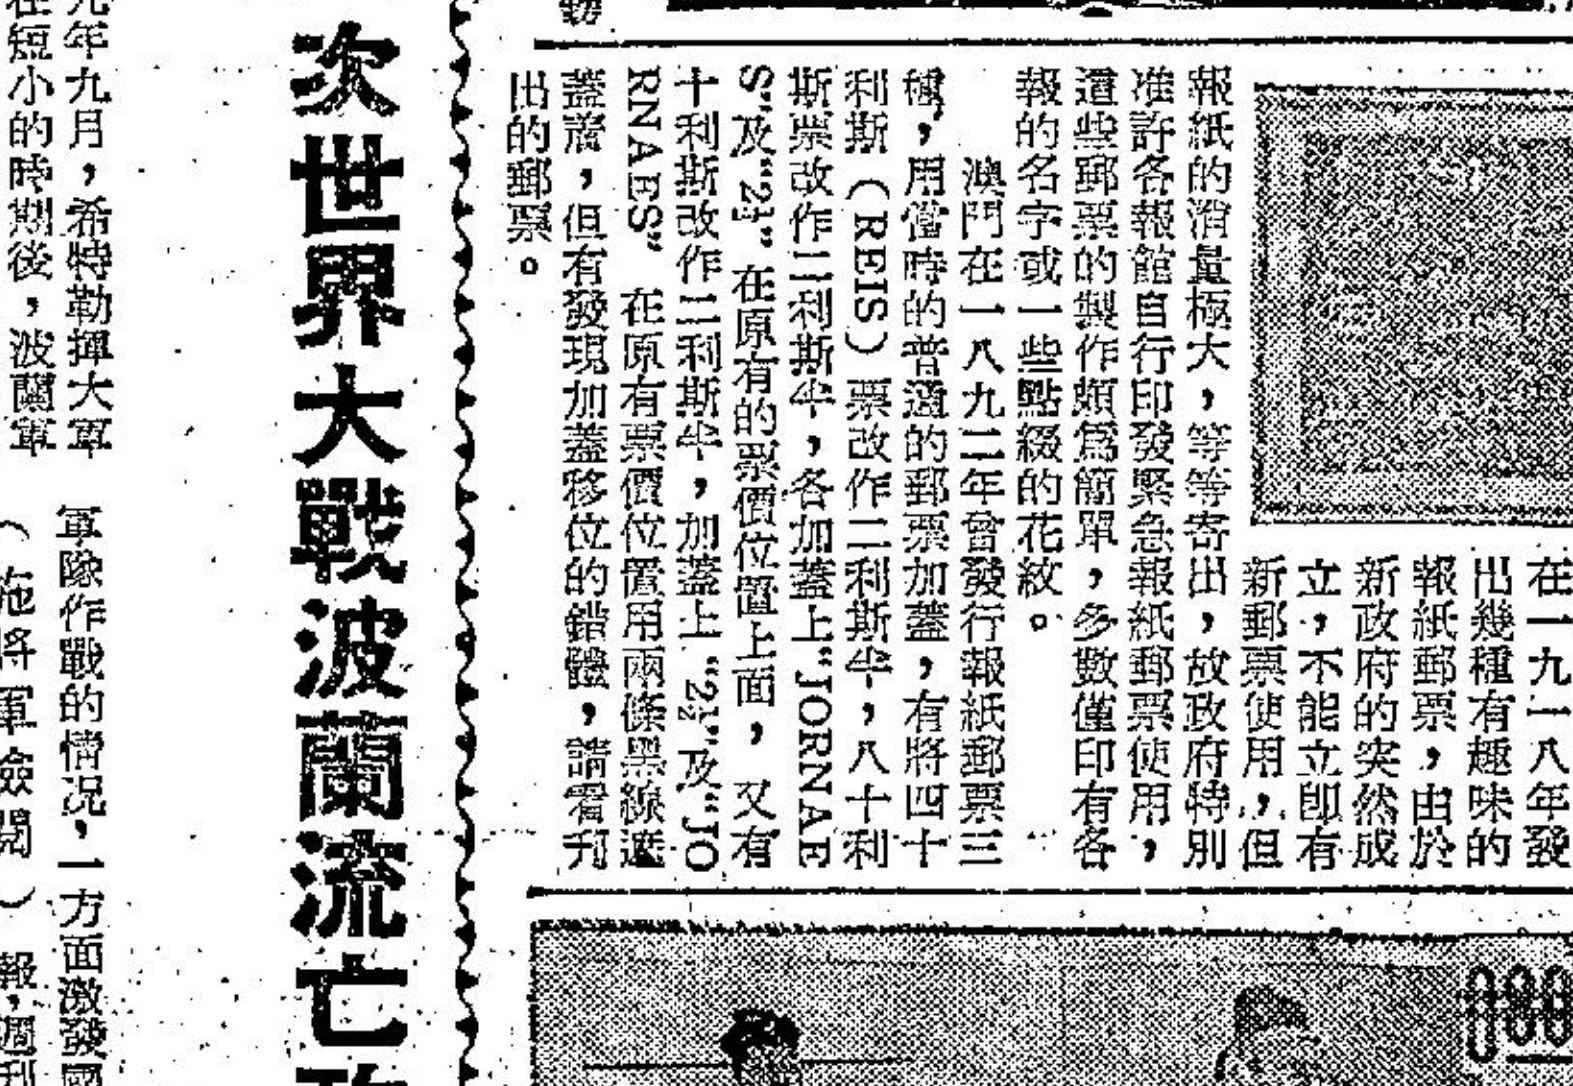 在一九一八年發
出幾種有趣味的
報紙郵票，由於
新政府的突然成
立，不能立卽有
新郵票使用，但
報紙的消量極大，等等寄出，故政府特別
准許各報館自行印發緊急報紙郵票使用，
這些郵票的製作頗爲簡單，多數僅印有各
報的名字或一些點綴的花紋。
澳門在一八九二年曾發行報紙郵票三
種，用當時的普通的郵票加蓋，有將四十
利斯（REIS）票改作二利斯半，八十利
斯票改作二利斯半，各加蓋上“JORNAE
S”及“2½”在原有的票價位置上面，又有
十利斯改作二利斯半，加蓋上“2½”及“JO
RNAES”在原有票價位置用兩條黑線遮
蓋着，但有發現加蓋移位的錯體，請看刋
出的郵票。
次世界大戰波蘭流亡政
元年九月，希特勒揮大軍
在短小的時期後，波蘭軍
軍隊作戰的情况，一方面激發國
（施將軍檢閱）報，週刋